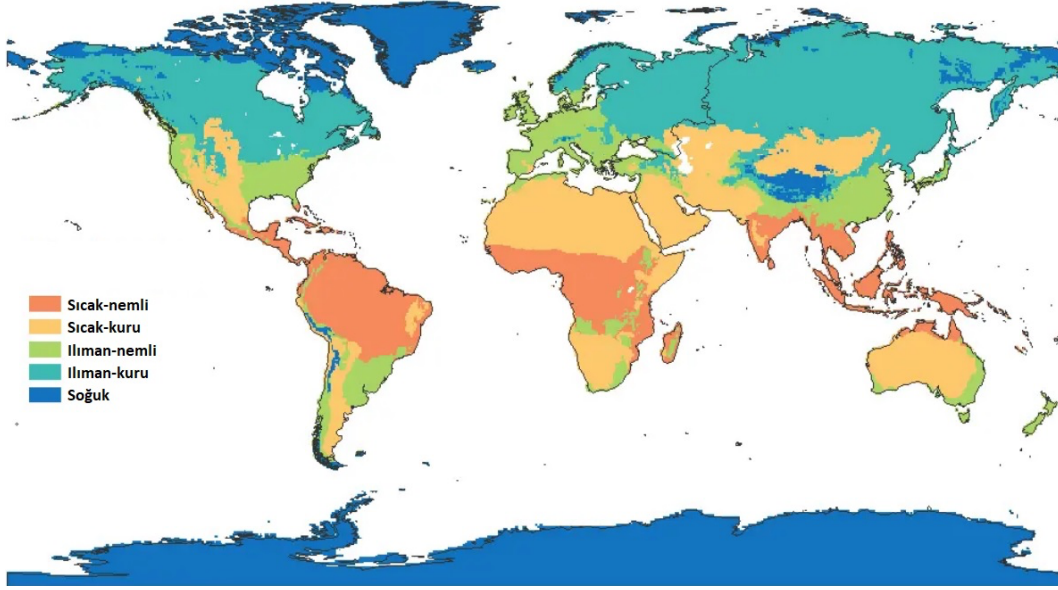 Sıcak-nemli
Sıcak-kuru
Ilıman-nemli
Ilıman-kuru
Soğuk